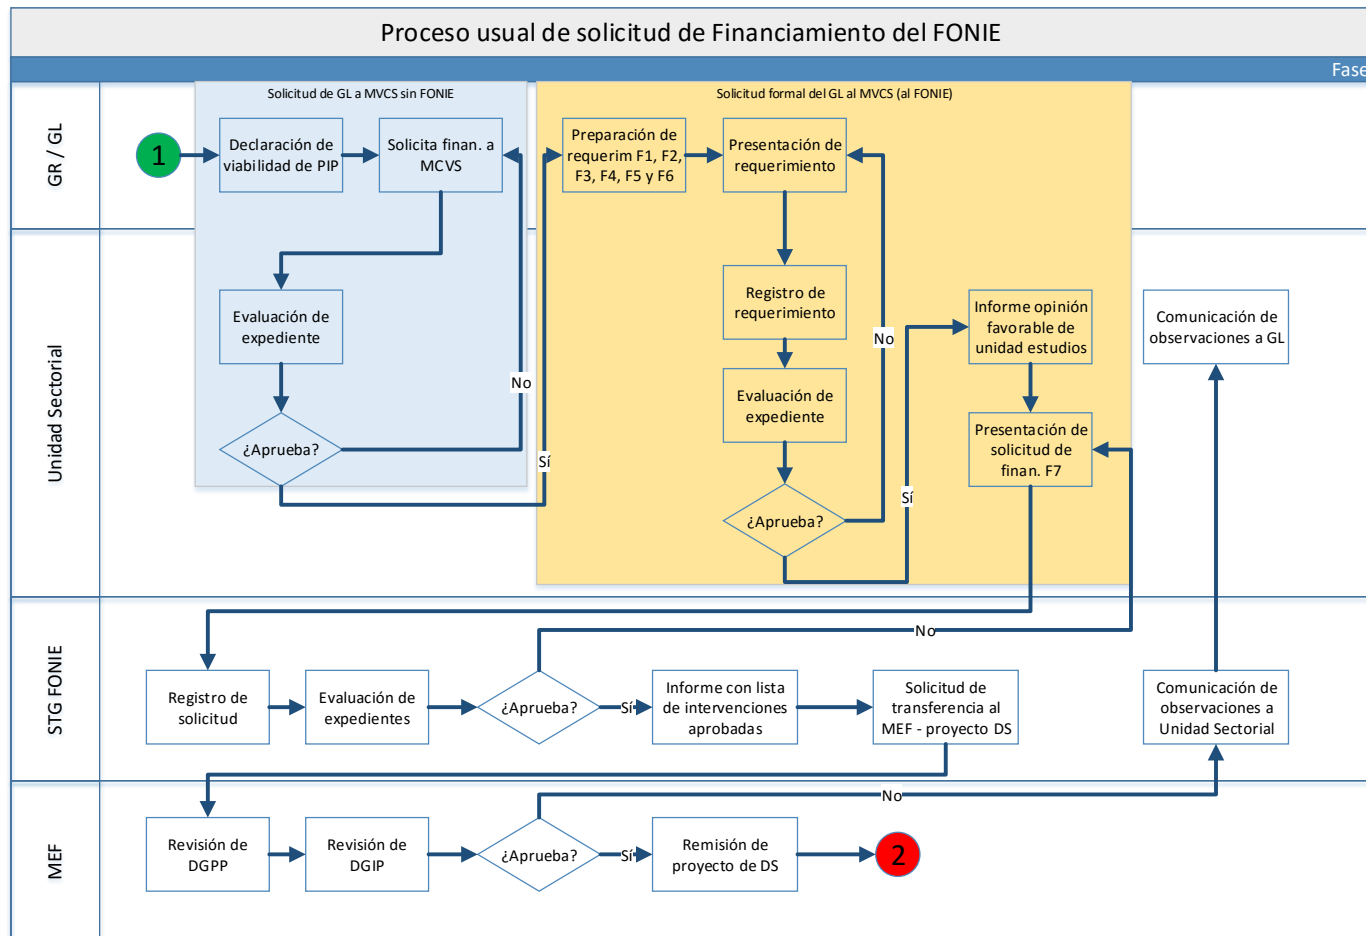 Proceso usual de solicitud de Financiamiento del FONIE
Fase
GR / GL
Solicitud de GL a MVCS sin FONIE
Solicitud formal del GL al MVCS (al FONIE)
1
Declaración de
viabilidad de PIP
Solicita finan. a
MCVS
Preparación de
requerim F1, F2,
F3, F4, F5 y F6
Presentación de
requerimiento
Unidad Sectorial
Evaluación de
expediente
¿Aprueba?
No
Sí
Registro de
requerimiento
Evaluación de
expediente
¿Aprueba?
No
Sí
Informe opinión
favorable de
unidad estudios
Presentación de
solicitud de
finan. F7
Comunicación de
observaciones a GL
STG FONIE
Registro de
solicitud
Evaluación de
expedientes
¿Aprueba?
No
Sí
Informe con lista
de intervenciones
aprobadas
Solicitud de
transferencia al
MEF - proyecto DS
Comunicación de
observaciones a
Unidad Sectorial
MEF
Revisión de
DGPP
Revisión de
DGIP
¿Aprueba?
No
Sí
Remisión de
proyecto de DS
2